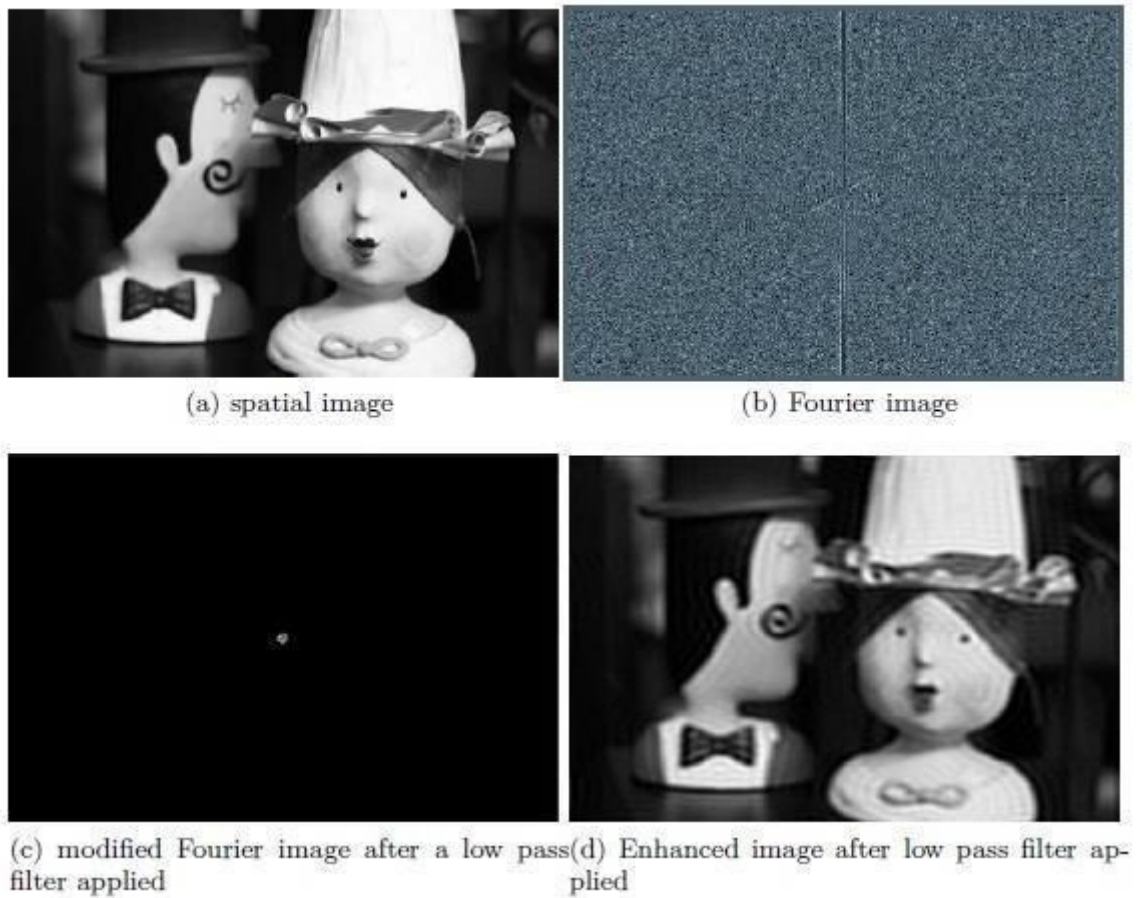 (a) spatial image
(b) Fourier image
(c) modified Fourier image after a low pass
filter applied
(d) Enhanced image after low pass filter ap-
plied